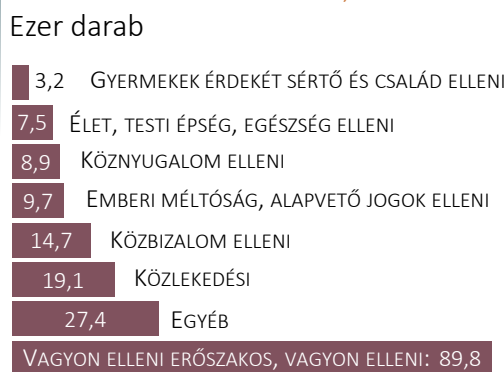 Ezer darab
3,2 GYERMEKEK ÉRDEKÉT SÉRTŐ ÉS CSALÁD ELLENI
7,5 ÉLET, TESTI ÉPSÉG, EGÉSZSÉG ELLENI
8,9 KÖZNYUGALOM ELLENI
9,7 EMBERI MÉLTÓSÁG, ALAPVETŐ JOGOK ELLENI
14,7 KÖZBIZALOM ELLENI
19,1 KÖZLEKEDÉSI
27,4 EGYÉB
VAGYON ELLENI ERŐSZAKOS, VAGYON ELLENI: 89,8